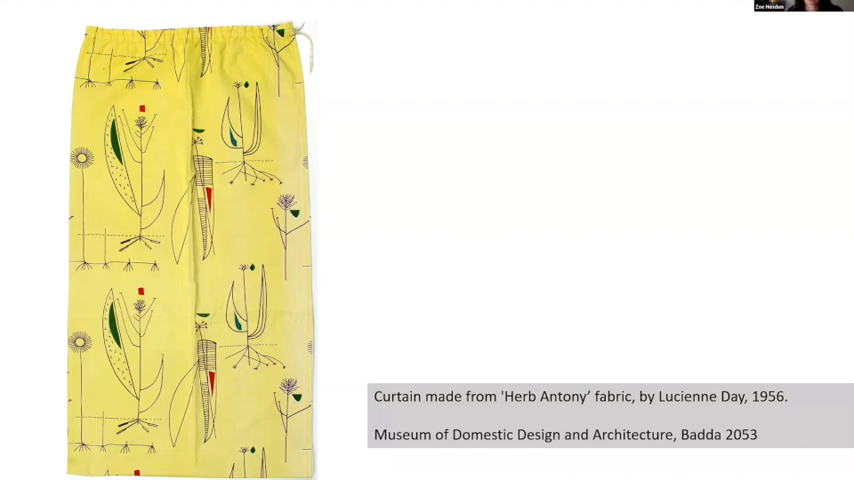 Zoe Hendon
Curtain made from 'Herb Antony’ fabric, by Lucienne Day, 1956.
Museum of Domestic Design and Architecture, Badda 2053